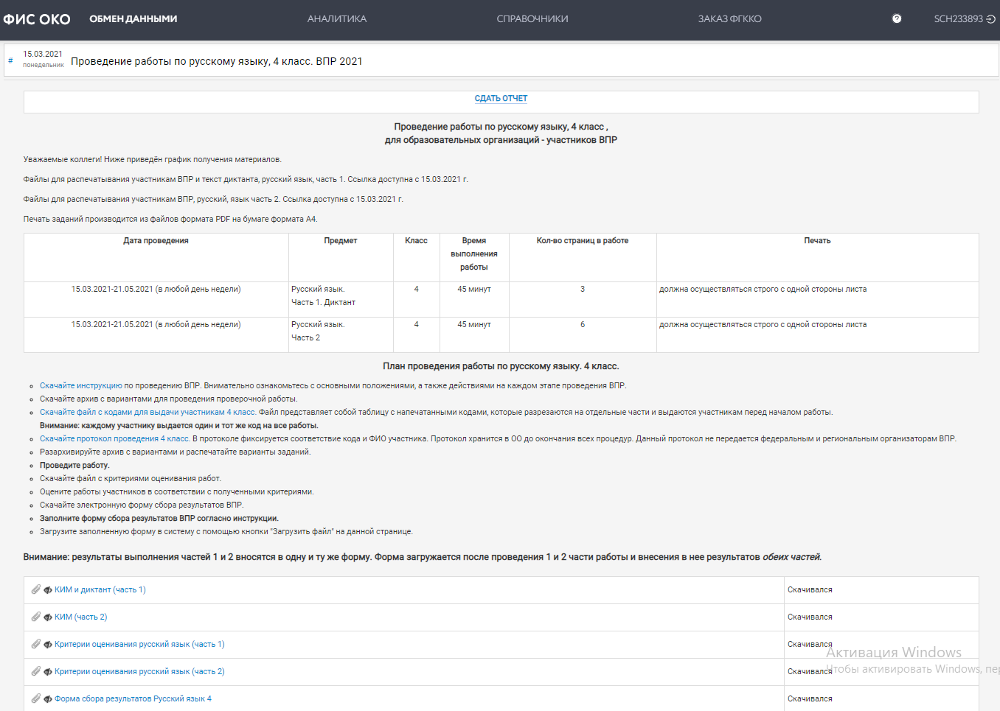 ФИС ОКО ОБМЕН ДАННЫМИ АНАЛИТИКА СПРАВОЧНИКИ ЗАКАЗ ФГККО ? SCH233893
# 15.03.2021 понедельник Проведение работы по русскому языку, 4 класс. ВПР 2021
СДАТЬ ОТЧЕТ
Проведение работы по русскому языку, 4 класс ,
для образовательных организаций - участников ВПР
Уважаемые коллеги! Ниже приведён график получения материалов.
Файлы для распечатывания участникам ВПР и текст диктанта, русский язык, часть 1. Ссылка доступна с 15.03.2021 г.
Файлы для распечатывания участникам ВПР, русский, язык часть 2. Ссылка доступна с 15.03.2021 г.
Печать заданий производится из файлов формата PDF на бумаге формата А4.
Дата проведения Предмет Класс Время выполнения работы Кол-во страниц в работе Печать
15.03.2021-21.05.2021 (в любой день недели) Русский язык. Часть 1. Диктант 4 45 минут 3 должна осуществляться строго с одной стороны листа
15.03.2021-21.05.2021 (в любой день недели) Русский язык. Часть 2 4 45 минут 6 должна осуществляться строго с одной стороны листа
План проведения работы по русскому языку. 4 класс.
Скачайте инструкцию по проведению ВПР. Внимательно ознакомьтесь с основными положениями, а также действиями на каждом этапе проведения ВПР.
Скачайте архив с вариантами для проведения проверочной работы.
Скачайте файл с кодами для выдачи участникам 4 класс. Файл представляет собой таблицу с напечатанными кодами, которые разрезаются на отдельные части и выдаются участникам перед началом работы.
Внимание: каждому участнику выдается один и тот же код на все работы.
Скачайте протокол проведения 4 класс. В протоколе фиксируется соответствие кода и ФИО участника. Протокол хранится в ОО до окончания всех процедур. Данный протокол не передается федеральным и региональным организаторам ВПР.
Разархивируйте архив с вариантами и распечатайте варианты заданий.
Проведите работу.
Скачайте файл с критериями оценивания работ.
Оцените работы участников в соответствии с полученными критериями.
Скачайте электронную форму сбора результатов ВПР.
Заполните форму сбора результатов ВПР согласно инструкции.
Загрузите заполненную форму в систему с помощью кнопки "Загрузить файл" на данной странице.
Внимание: результаты выполнения частей 1 и 2 вносятся в одну и ту же форму. Форма загружается после проведения 1 и 2 части работы и внесения в нее результатов обеих частей.
КИМ и диктант (часть 1) Скачивался
КИМ (часть 2) Скачивался
Критерии оценивания русский язык (часть 1) Скачивался
Активация Windows
Критерии оценивания русский язык (часть 2) Скачивался
Чтобы активировать Windows, пер
Форма сбора результатов Русский язык 4 Скачивался